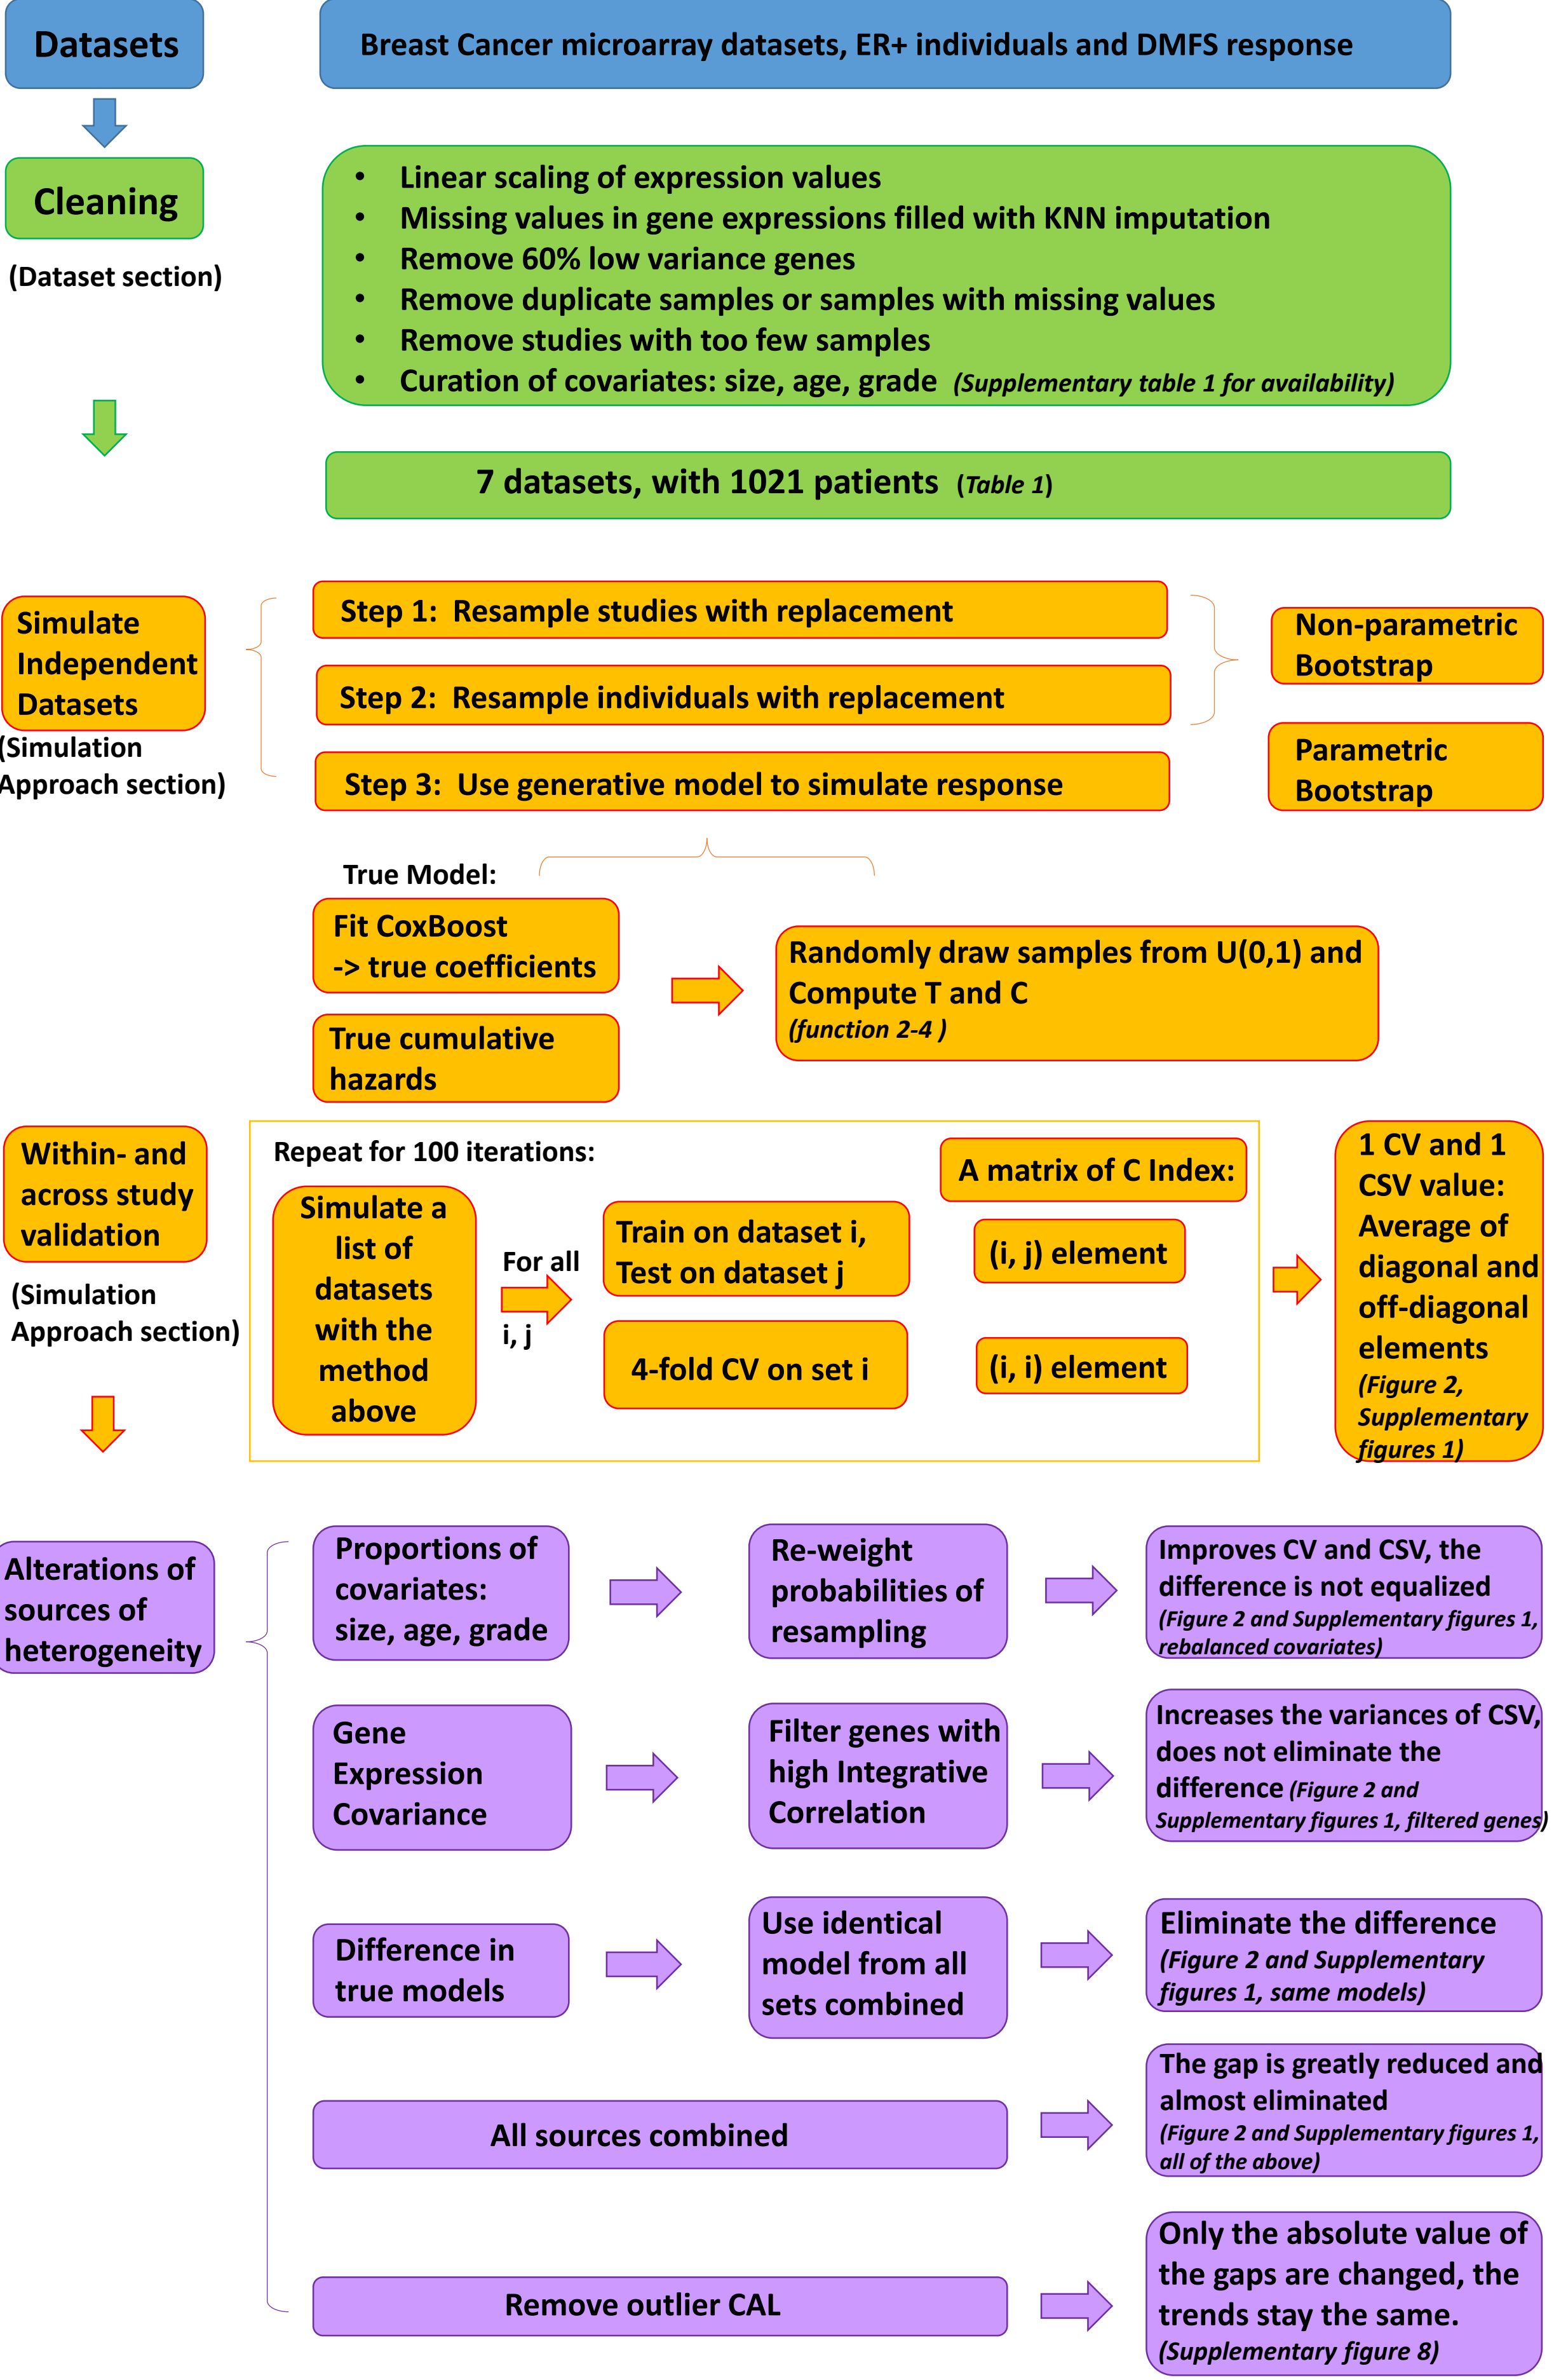 Datasets
Breast Cancer microarray datasets, ER+ individuals and DMFS response
Cleaning
(Dataset section)
• Linear scaling of expression values
• Missing values in gene expressions filled with KNN imputation
• Remove 60% low variance genes
• Remove duplicate samples or samples with missing values
• Remove studies with too few samples
• Curation of covariates: size, age, grade (Supplementary table 1 for availability)
7 datasets, with 1021 patients (Table 1)
Simulate
Independent
Datasets
(Simulation
Approach section)
Step 1: Resample studies with replacement
Step 2: Resample individuals with replacement
Step 3: Use generative model to simulate response
Non-parametric
Bootstrap
Parametric
Bootstrap
True Model:
Fit CoxBoost
-> true coefficients
True cumulative
hazards
Randomly draw samples from U(0,1) and
Compute T and C
(function 2-4 )
Within- and
across study
validation
(Simulation
Approach section)
Repeat for 100 iterations:
Simulate a
list of
datasets
with the
method
above
For all
i, j
Train on dataset i,
Test on dataset j
4-fold CV on set i
A matrix of C Index:
(i, j) element
(i, i) element
1 CV and 1
CSV value:
Average of
diagonal and
off-diagonal
elements
(Figure 2,
Supplementary
figures 1)
Alterations of
sources of
heterogeneity
Proportions of
covariates:
size, age, grade
Re-weight
probabilities of
resampling
Improves CV and CSV, the
difference is not equalized
(Figure 2 and Supplementary figures 1,
rebalanced covariates)
Gene
Expression
Covariance
Filter genes with
high Integrative
Correlation
Increases the variances of CSV,
does not eliminate the
difference (Figure 2 and
Supplementary figures 1, filtered genes)
Difference in
true models
Use identical
model from all
sets combined
Eliminate the difference
(Figure 2 and Supplementary
figures 1, same models)
All sources combined
The gap is greatly reduced and
almost eliminated
(Figure 2 and Supplementary figures 1,
all of the above)
Remove outlier CAL
Only the absolute value of
the gaps are changed, the
trends stay the same.
(Supplementary figure 8)